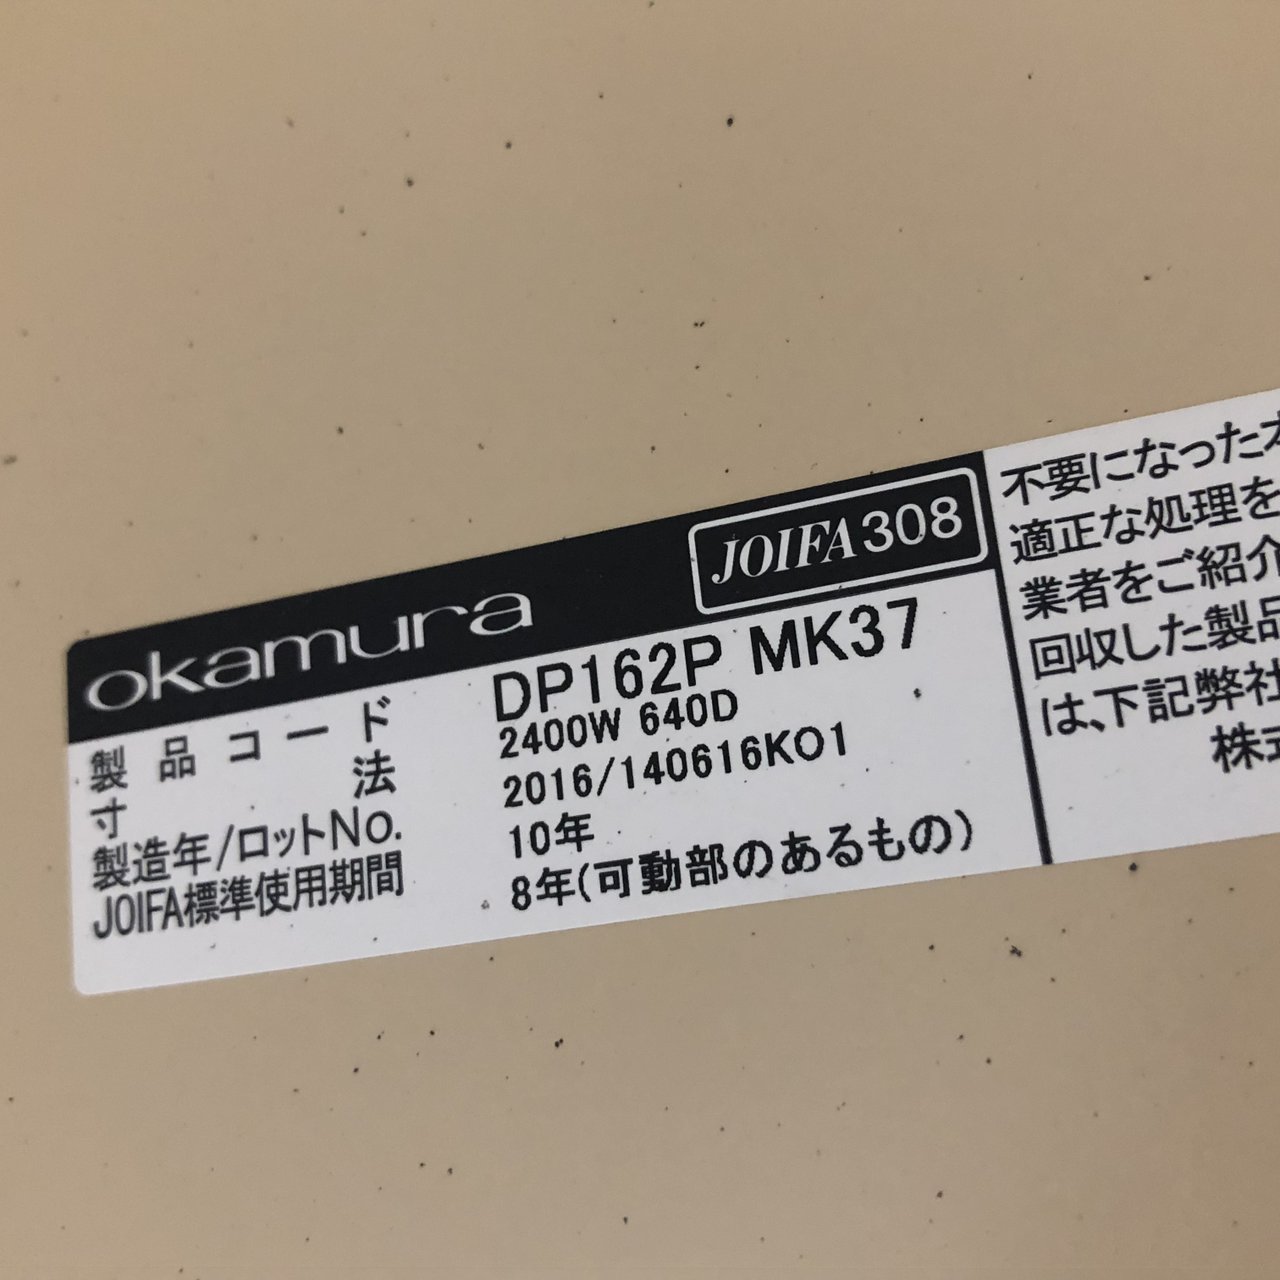 okamura JOIFA308
製品コード DP162P MK37
寸法 2400W 640D
製造年/ロットNo. 2016/140616KO1
JOIFA標準使用期間 10年
8年(可動部のあるもの)
不要になった本
適正な処理を
業者をご紹介
回収した製品
は、下記弊社
株式